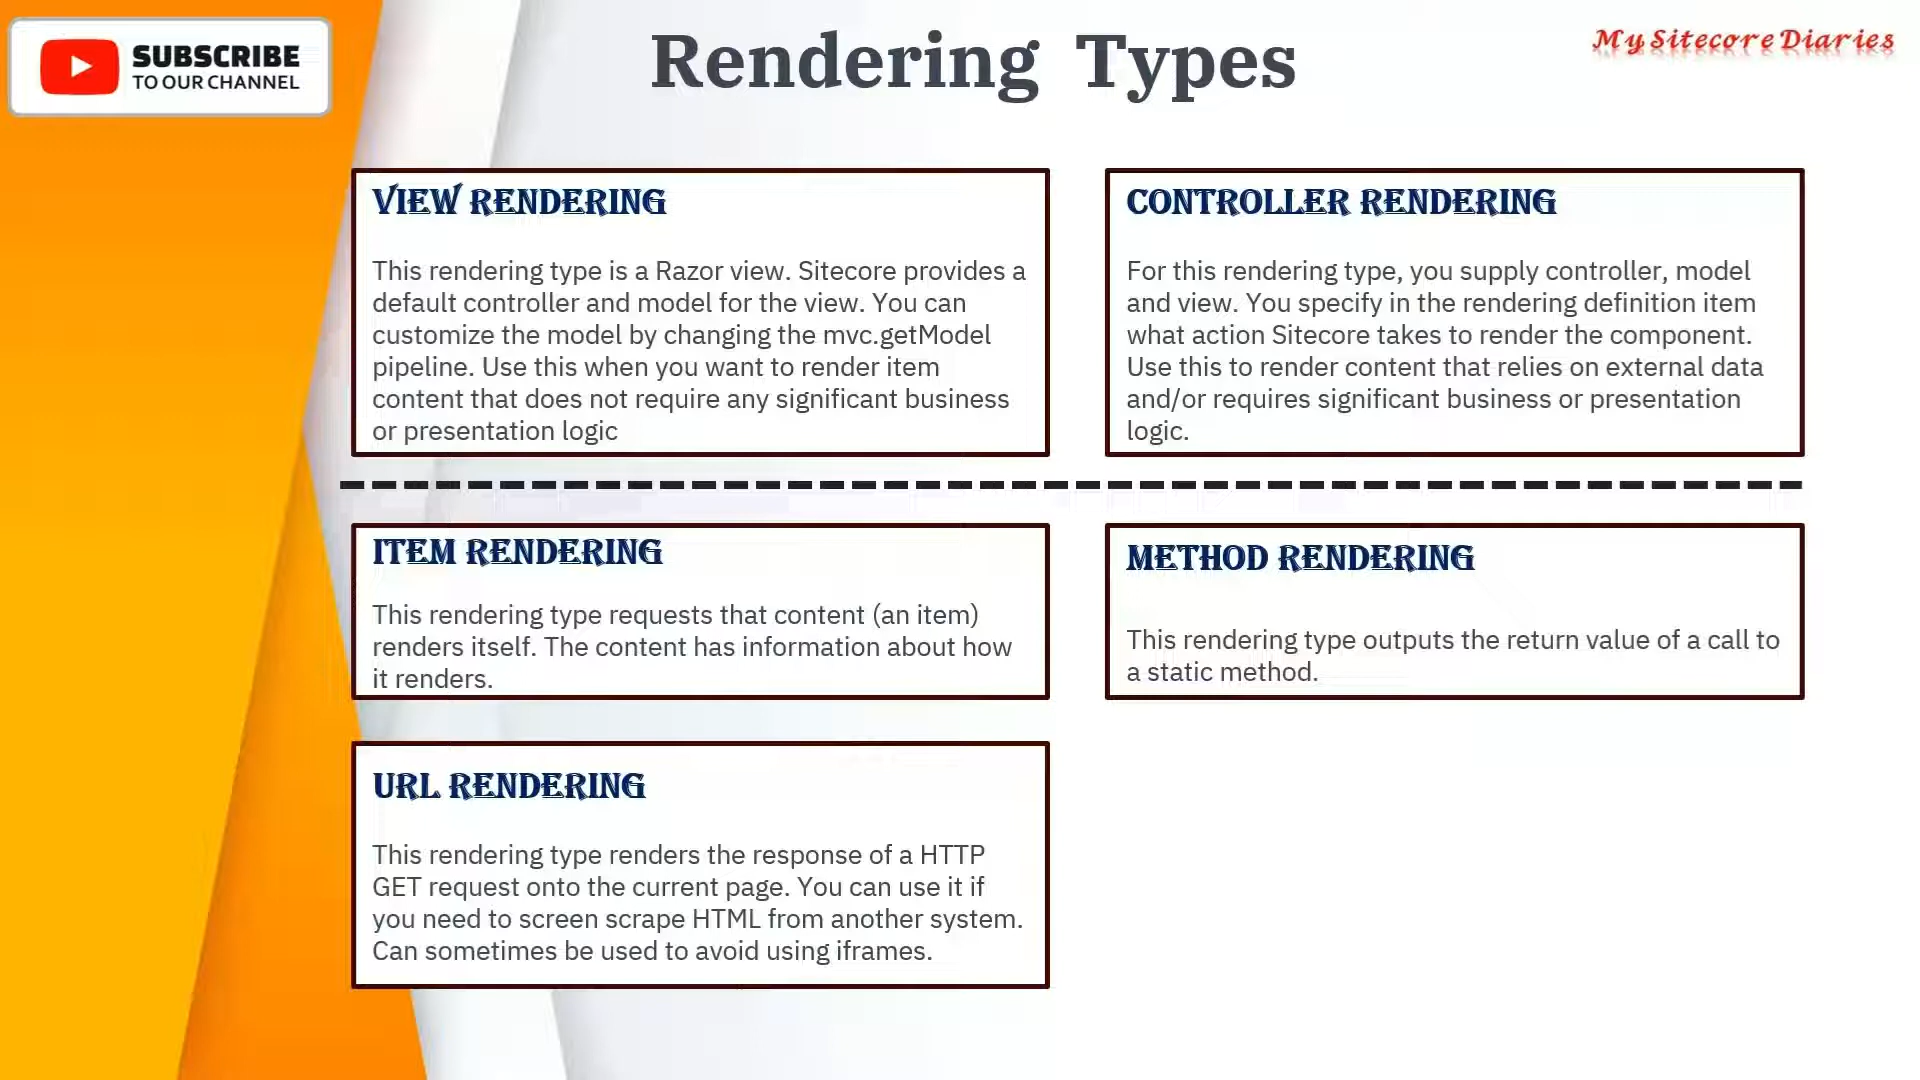 SUBSCRIBE
TO OUR CHANNEL
Rendering Types
My Sitecore Diaries
VIEW RENDERING
This rendering type is a Razor view. Sitecore provides a
default controller and model for the view. You can
customize the model by changing the mvc.getModel
pipeline. Use this when you want to render item
content that does not require any significant business
or presentation logic
CONTROLLER RENDERING
For this rendering type, you supply controller, model
and view. You specify in the rendering definition item
what action Sitecore takes to render the component.
Use this to render content that relies on external data
and/or requires significant business or presentation
logic.
ITEM RENDERING
This rendering type requests that content (an item)
renders itself. The content has information about how
it renders.
METHOD RENDERING
This rendering type outputs the return value of a call to
a static method.
URL RENDERING
This rendering type renders the response of a HTTP
GET request onto the current page. You can use it if
you need to screen scrape HTML from another system.
Can sometimes be used to avoid using iframes.